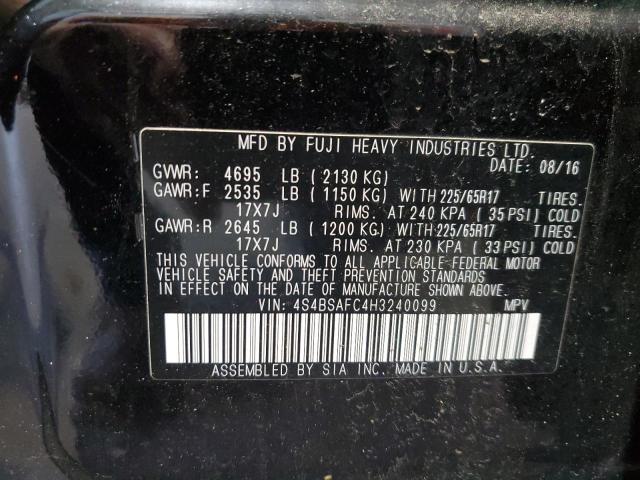 MFD BY FUJI HEAVY INDUSTRIES LTD.
DATE: 08/16
GVWR: 4695 LB ( 2130 KG)
GAWR:F 2535 LB ( 1150 KG) WITH 225/65R17 TIRES.
17X7J RIMS. AT 240 KPA ( 35 PSI) COLD
GAWR:R 2645 LB ( 1200 KG) WITH 225/65R17 TIRES.
17X7J RIMS. AT 230 KPA ( 33 PSI) COLD
THIS VEHICLE CONFORMS TO ALL APPLICABLE FEDERAL MOTOR
VEHICLE SAFETY AND THEFT PREVENTION STANDARDS
IN EFFECT ON THE DATE OF MANUFACTURE SHOWN ABOVE.
VIN: 4S4BSAFC4H3240099 MPV
ASSEMBLED BY SIA INC. MADE IN U.S.A.